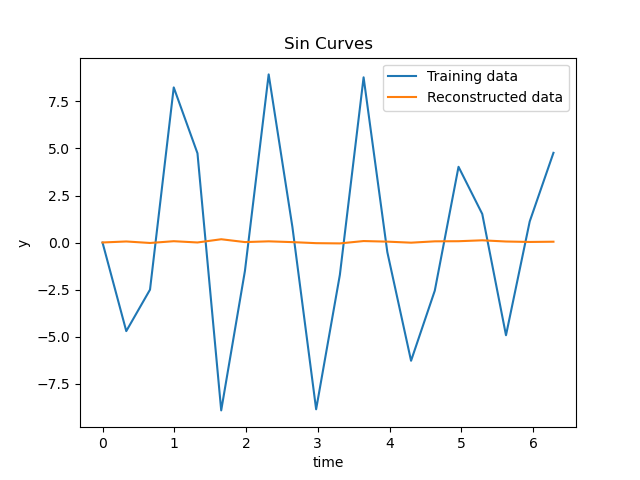 Sin Curves
Training data
Reconstructed data
7.5
5.0
2.5
0.0
−2.5
−5.0
−7.5
y
0 1 2 3 4 5 6
time